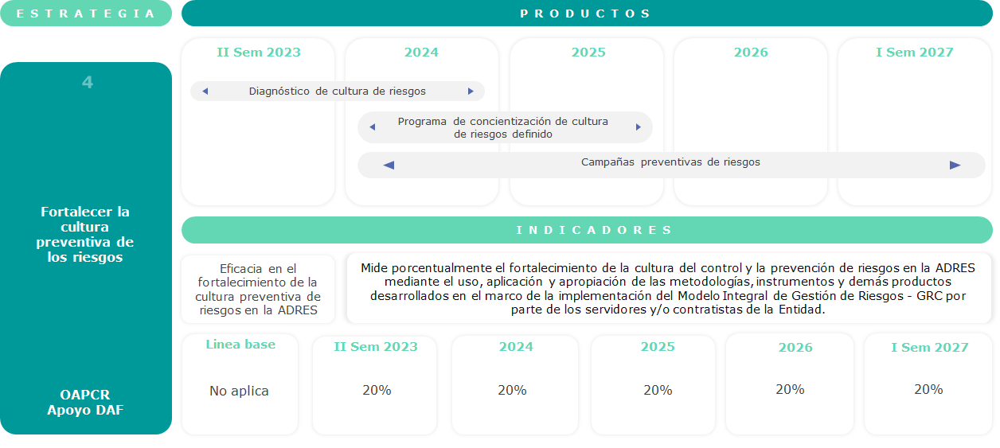 ESTRATEGIA
PRODUCTOS
4
Fortalecer la
cultura
preventiva de
los riesgos
OAPCR
Apoyo DAF
II Sem 2023
2024
2025
2026
I Sem 2027
Diagnóstico de cultura de riesgos
Programa de concientización de cultura
de riesgos definido
Campañas preventivas de riesgos
INDICADORES
Eficacia en el
fortalecimiento de la
cultura preventiva de
riesgos en la ADRES
Mide porcentualmente el fortalecimiento de la cultura del control y la prevención de riesgos en la ADRES
mediante el uso, aplicación y apropiación de las metodologías, instrumentos y demás productos
desarrollados en el marco de la implementación del Modelo Integral de Gestión de Riesgos - GRC por
parte de los servidores y/o contratistas de la Entidad.
Linea base
II Sem 2023
2024
2025
2026
I Sem 2027
No aplica
20%
20%
20%
20%
20%